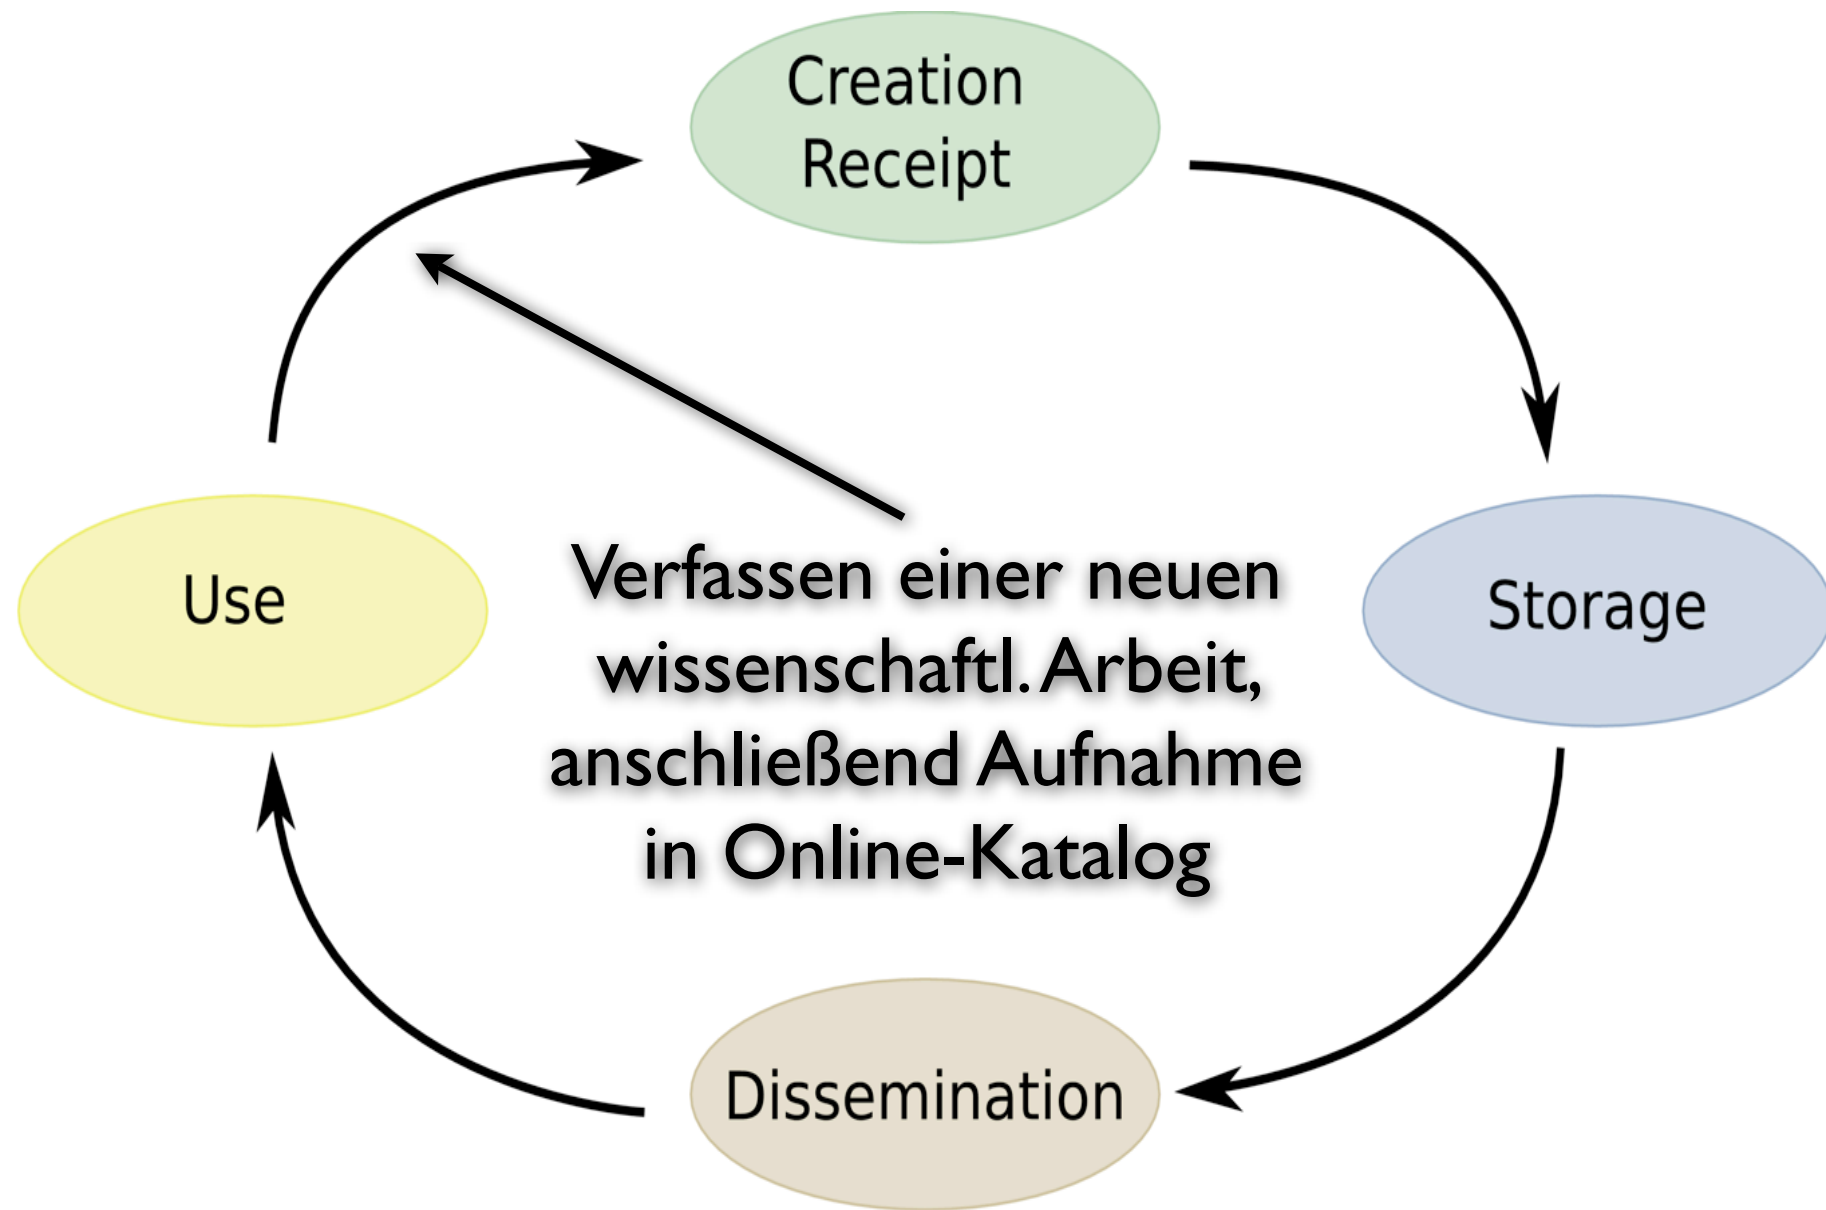 Creation
Receipt
Use
Verfassen einer neuen
wissenschaftl. Arbeit,
anschließend Aufnahme
in Online-Katalog
Storage
Dissemination